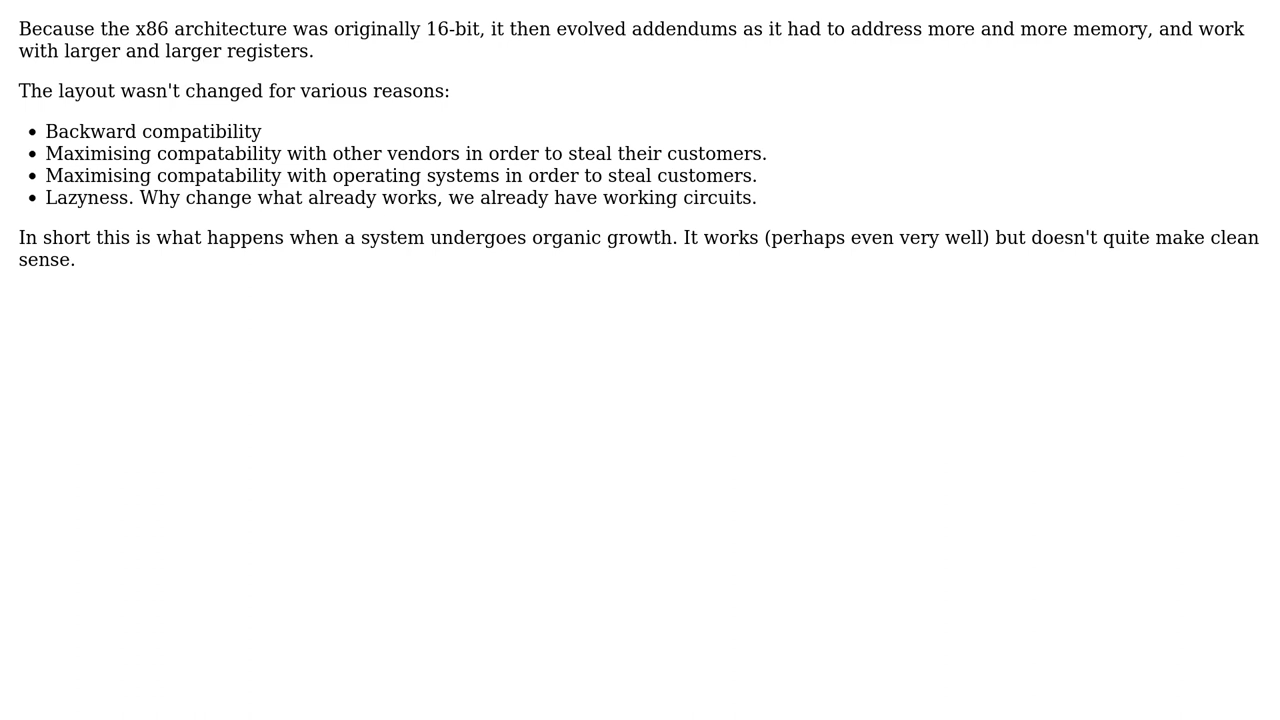 Because the x86 architecture was originally 16-bit, it then evolved addendums as it had to address more and more memory, and work
with larger and larger registers.
The layout wasn't changed for various reasons:
• Backward compatibility
• Maximising compatability with other vendors in order to steal their customers.
• Maximising compatability with operating systems in order to steal customers.
• Lazyness. Why change what already works, we already have working circuits.
In short this is what happens when a system undergoes organic growth. It works (perhaps even very well) but doesn't quite make clean
sense.